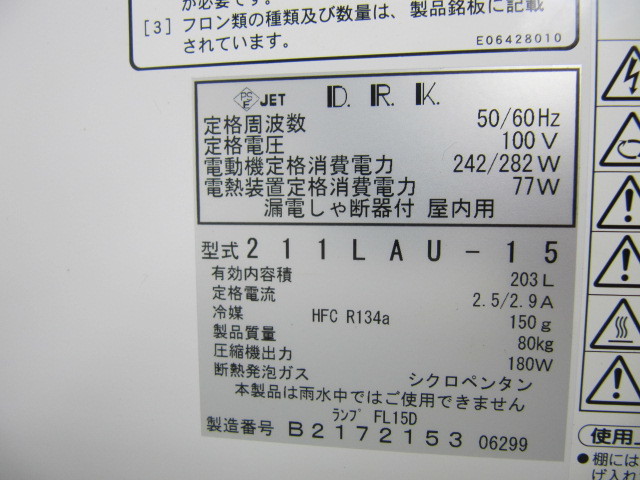 が必要です。
[3] フロン類の種類及び数量は、製品銘板に記載
されています。
E06428010
PS E JET D.R.K.
定格周波数 50/60Hz
定格電圧 100V
電動機定格消費電力 242/282W
電熱装置定格消費電力 77W
漏電しゃ断器付 屋内用
型式 211LAU-15
有効内容積 203L
定格電流 2.5/2.9A
冷媒 HFC R134a 150g
製品質量 80kg
圧縮機出力 180W
断熱発泡ガス シクロペンタン
本製品は雨水中ではご使用できません
ランプ FL15D
製造番号 B2172153 06299
使用上
●棚には
げ入れ